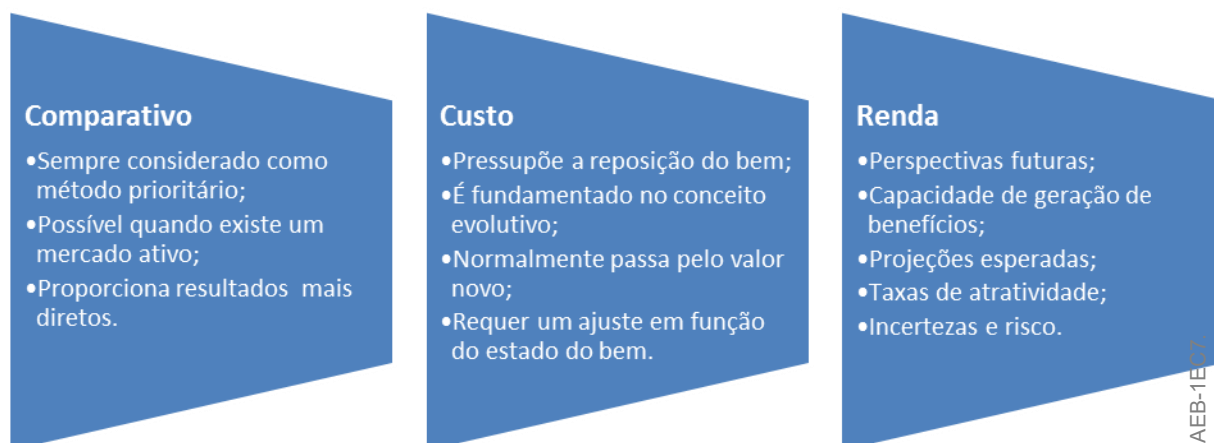 Comparativo
•Sempre considerado como
método prioritário;
•Possível quando existe um
mercado ativo;
•Proporciona resultados mais
diretos.
Custo
•Pressupõe a reposição do bem;
•É fundamentado no conceito
evolutivo;
•Normalmente passa pelo valor
novo;
•Requer um ajuste em função
do estado do bem.
Renda
•Perspectivas futuras;
•Capacidade de geração de
benefícios;
•Projeções esperadas;
•Taxas de atratividade;
•Incertezas e risco.
AEB-1EC7.